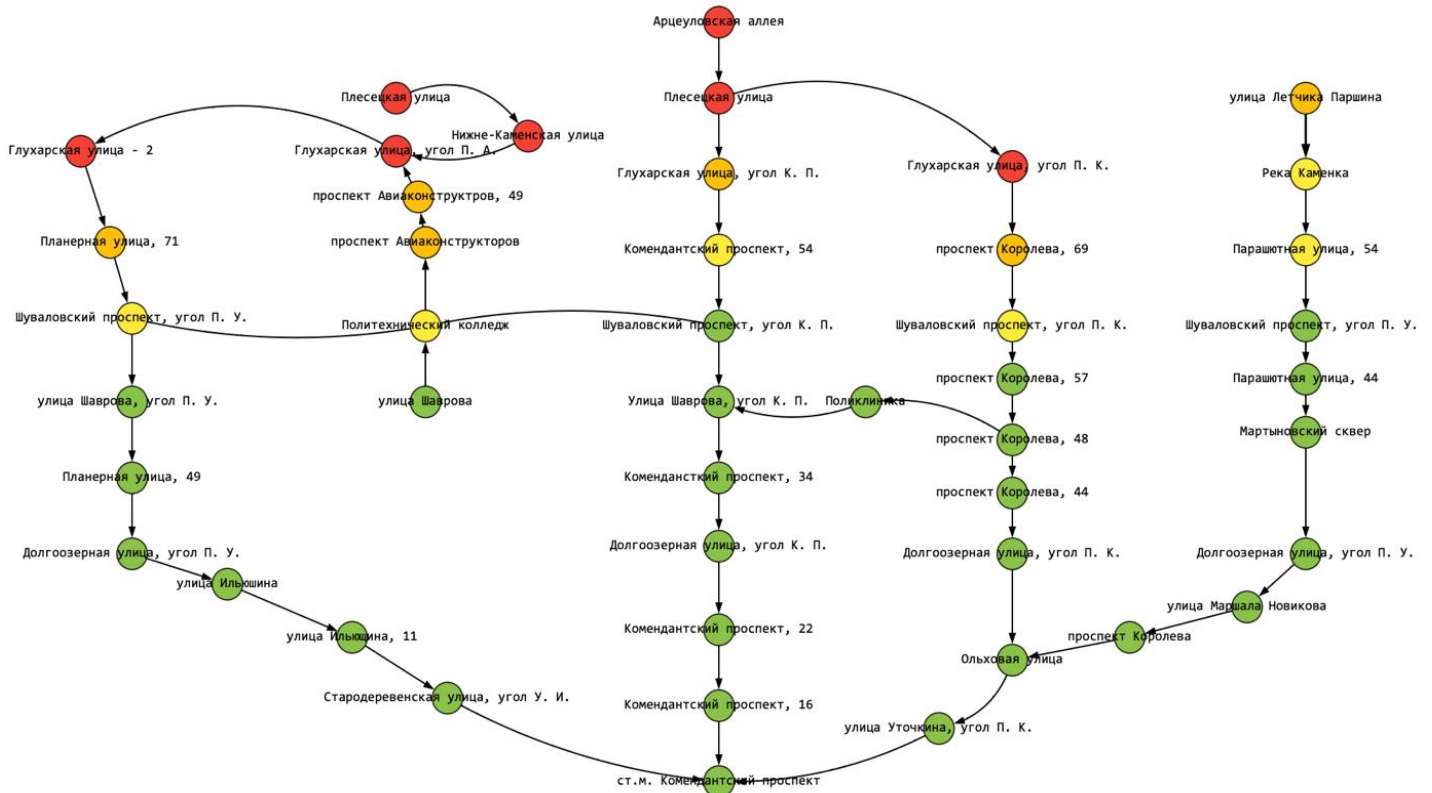 Арцеуловская аллея
Плесецкая улица
Плесецкая улица
улица Летчика Паршина
Нижне-Каменская улица
Глухарская улица - 2
Глухарская улица, угол П. А.
Глухарская улица, угол П. К.
Глухарская улица, угол К. П.
Река Каменка
проспект Авиаконструктров, 49
Планерная улица, 71
проспект Авиаконструкторов
Комендантский проспект, 54
проспект Королева, 69
Парашютная улица, 54
Шуваловский проспект, угол П. У.
Политехнический колледж
Шуваловский проспект, угол К. П.
Шуваловский проспект, угол П. К.
Шуваловский проспект, угол П. У.
проспект Королева, 57
Парашютная улица, 44
улица Шаврова, угол П. У.
улица Шаврова
Улица Шаврова, угол К. П.
Поликлиника
Мартыновский сквер
проспект Королева, 48
Планерная улица, 49
Комендансткий проспект, 34
проспект Королева, 44
Долгоозерная улица, угол П. У.
Долгоозерная улица, угол К. П.
Долгоозерная улица, угол П. К.
Долгоозерная улица, угол П. У.
улица Ильюшина
улица Маршала Новикова
Комендантский проспект, 22
улица Ильюшина, 11
проспект Королева
Ольховая улица
Стародеревенская улица, угол У. И.
Комендантский проспект, 16
улица Уточкина, угол П. К.
ст.м. Комендантский проспект